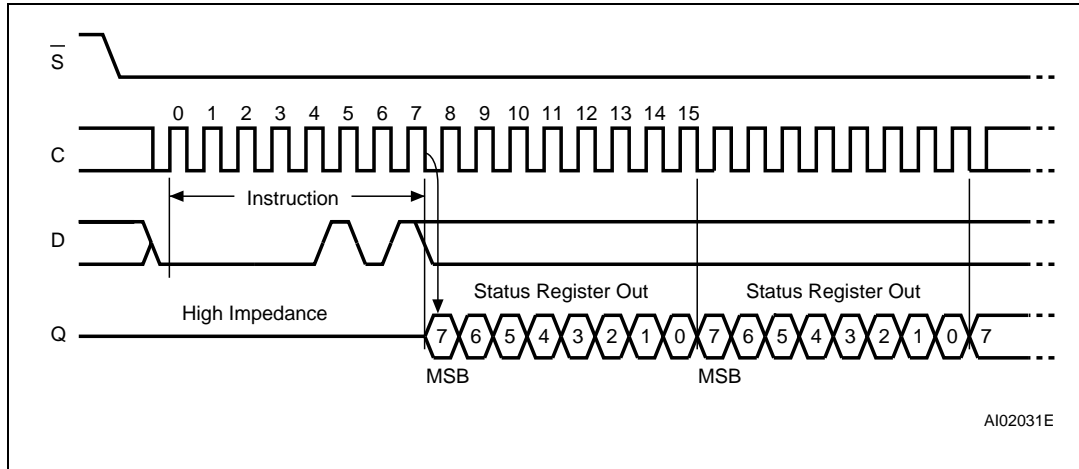 S
0 1 2 3 4 5 6 7 8 9 10 11 12 13 14 15
C
Instruction
D
Status Register Out Status Register Out
High Impedance
Q 7 6 5 4 3 2 1 0 7 6 5 4 3 2 1 0 7
MSB MSB
AI02031E